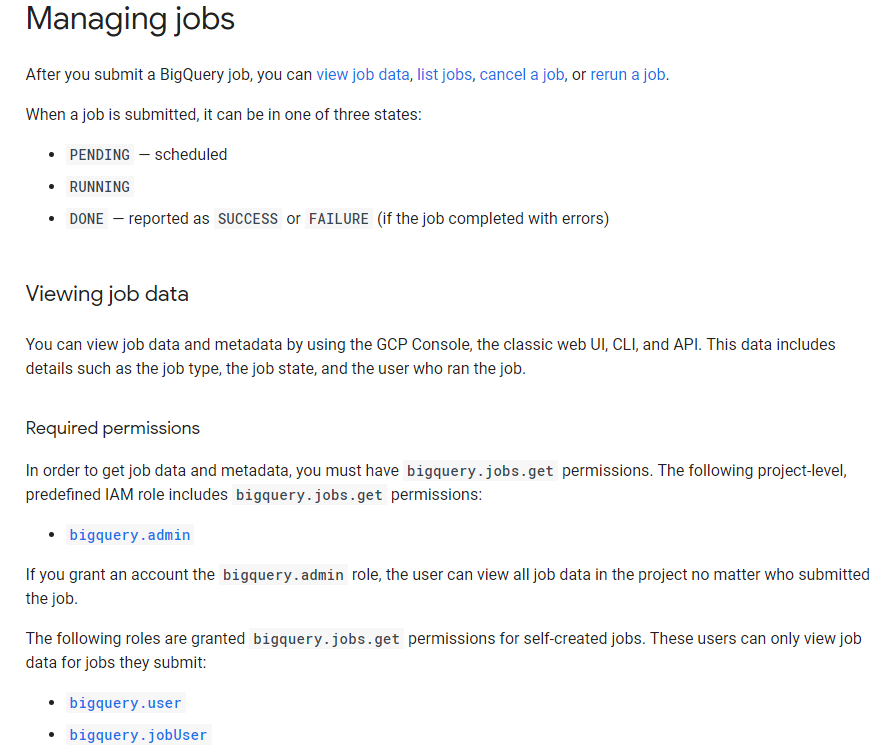 Managing jobs
After you submit a BigQuery job, you can view job data, list jobs, cancel a job, or rerun a job.
When a job is submitted, it can be in one of three states:
• PENDING — scheduled
• RUNNING
• DONE — reported as SUCCESS or FAILURE (if the job completed with errors)
Viewing job data
You can view job data and metadata by using the GCP Console, the classic web UI, CLI, and API. This data includes
details such as the job type, the job state, and the user who ran the job.
Required permissions
In order to get job data and metadata, you must have bigquery.jobs.get permissions. The following project-level,
predefined IAM role includes bigquery.jobs.get permissions:
• bigquery.admin
If you grant an account the bigquery.admin role, the user can view all job data in the project no matter who submitted
the job.
The following roles are granted bigquery.jobs.get permissions for self-created jobs. These users can only view job
data for jobs they submit:
• bigquery.user
• bigquery.jobUser